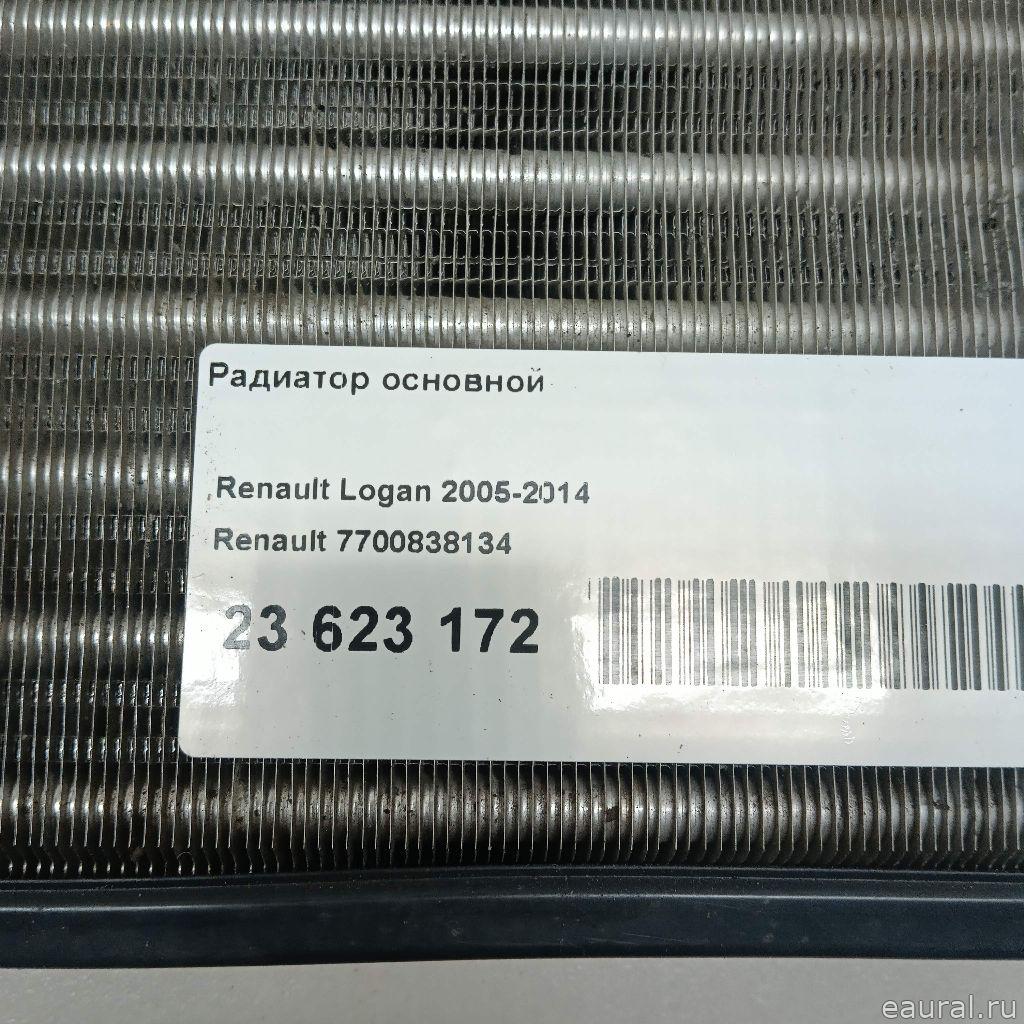 Радиатор основной
Renault Logan 2005-2014
Renault 7700838134
23 623 172
eaural.ru